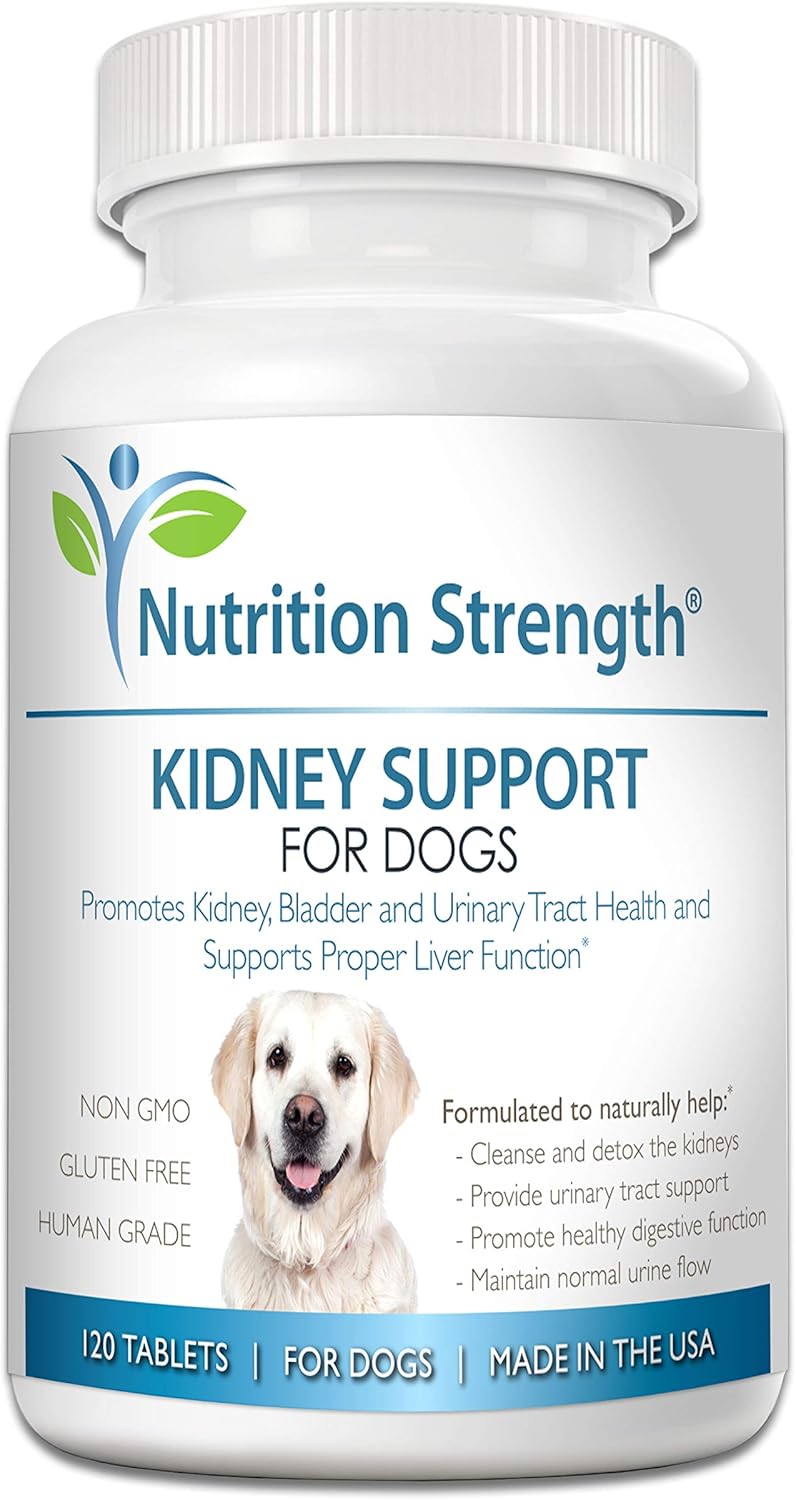 Nutrition Strength®
KIDNEY SUPPORT
FOR DOGS
Promotes Kidney, Bladder and Urinary Tract Health and
Supports Proper Liver Function*
NON GMO
GLUTEN FREE
HUMAN GRADE
Formulated to naturally help:*
- Cleanse and detox the kidneys
- Provide urinary tract support
- Promote healthy digestive function
- Maintain normal urine flow
120 TABLETS | FOR DOGS | MADE IN THE USA